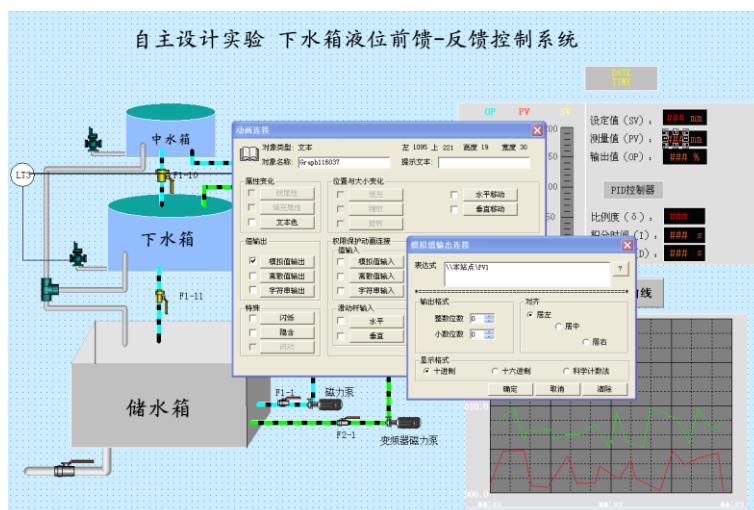 自主设计实验 下水箱液位前馈-反馈控制系统
DATE
TIME
OP PV SV
设定值（SV）： ### mm
测量值（PV）： ### mm
输出值（OP）： ### %
PID控制器
比例度（δ）： ###
积分时间（I）： ### s
(D)： ### s
线
中水箱
LT3
F1-10
下水箱
F1-11
储水箱
F1-1
磁力泵
F2-1
变频器磁力泵
动画连接
对象类型: 文本
左 1095 上 221 高度 19 宽度 30
对象名称:
提示文本:
属性变化
线属性
填充属性
文本色
位置与大小变化
填充
缩放
旋转
水平移动
垂直移动
值输出
模拟值输出
离散值输出
字符串输出
权限保护动画连接
值输入
模拟值输入
离散值输入
字符串输入
特殊
闪烁
隐含
流动
滑动杆输入
水平
垂直
模拟值输出连接
表达式
\\本站点\PV1
?
输出格式
整数位数 0
小数位数 0
对齐
居左
居中
居右
显示格式
十进制
十六进制
科学计数法
确定 取消 清除